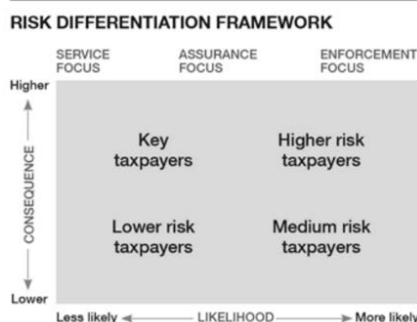 RISK DIFFERENTIATION FRAMEWORK
SERVICE FOCUS
ASSURANCE FOCUS
ENFORCEMENT FOCUS
Higher
CONSEQUENCE
Lower
Key
taxpayers
Higher risk
taxpayers
Lower risk
taxpayers
Medium risk
taxpayers
Less likely
LIKELIHOOD
More likely